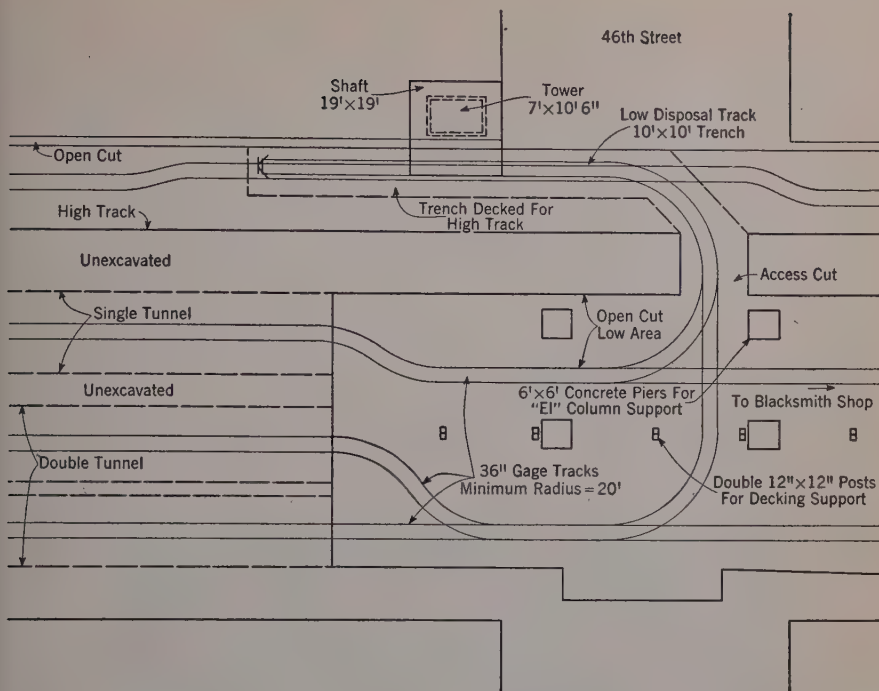 46th Street
Shaft
19'×19'
Tower
7'×10'6"
Low Disposal Track
10'×10' Trench
Open Cut
High Track
Trench Decked For
High Track
Unexcavated
Access Cut
Single Tunnel
Open Cut
Low Area
Unexcavated
6'×6' Concrete Piers For
"El" Column Support
To Blacksmith Shop
Double Tunnel
36" Gage Tracks
Minimum Radius = 20'
Double 12"×12" Posts
For Decking Support